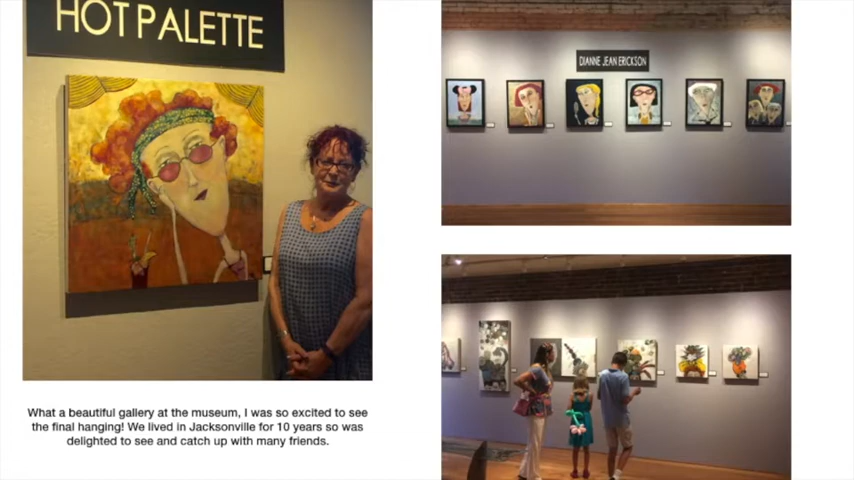 HOT PALETTE
DIANNE JEAN ERICKSON
What a beautiful gallery at the museum, I was so excited to see
the final hanging! We lived in Jacksonville for 10 years so was
delighted to see and catch up with many friends.